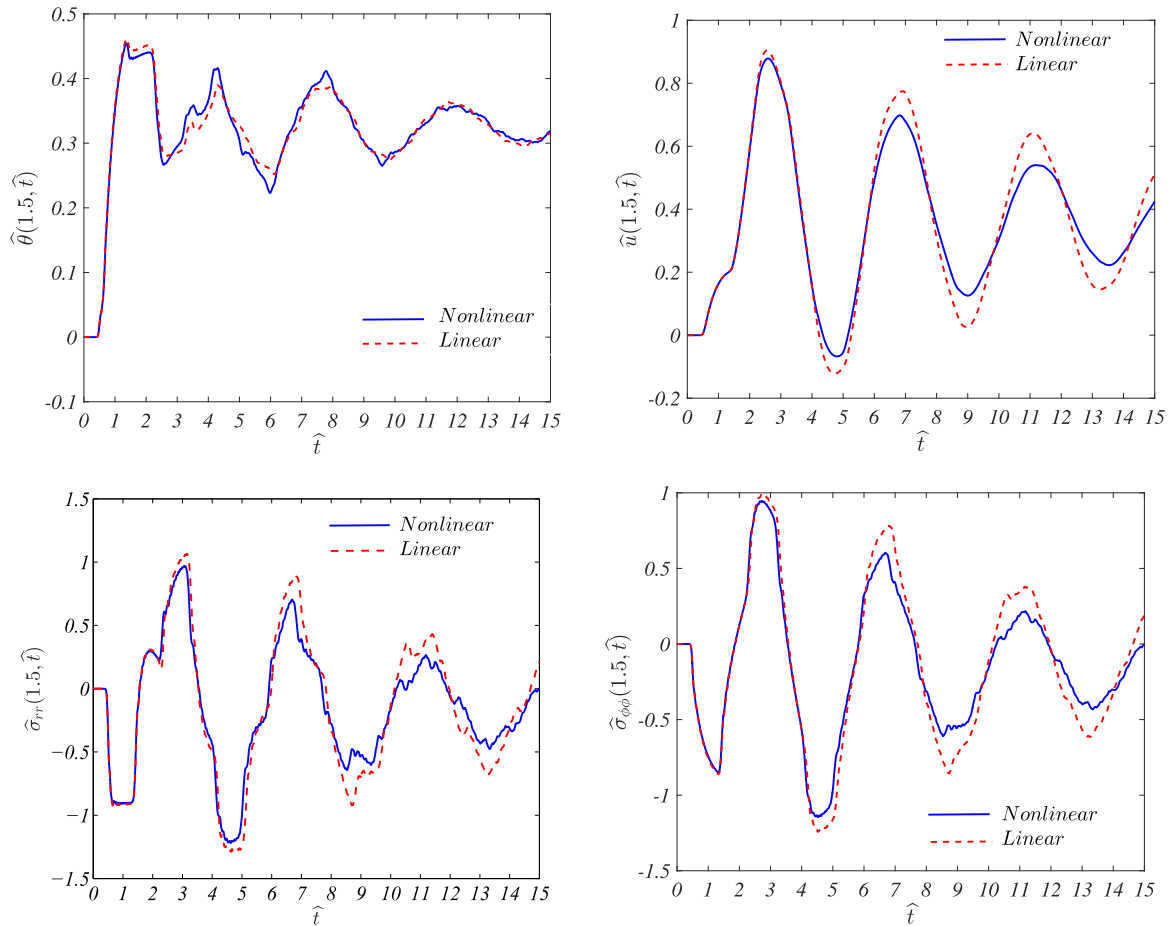 0.5
0.4
0.3
0.2
0.1
0
-0.1
θ̂(1.5, t̂)
Nonlinear
Linear
0 1 2 3 4 5 6 7 8 9 10 11 12 13 14 15
t̂
1
0.8
0.6
0.4
0.2
0
-0.2
û(1.5, t̂)
Nonlinear
Linear
0 1 2 3 4 5 6 7 8 9 10 11 12 13 14 15
t̂
1.5
1
0.5
0
−0.5
−1
−1.5
σ̂rr(1.5, t̂)
Nonlinear
Linear
0 1 2 3 4 5 6 7 8 9 10 11 12 13 14 15
t̂
1
0.5
0
-0.5
-1
-1.5
σ̂ϕϕ(1.5, t̂)
Nonlinear
Linear
0 1 2 3 4 5 6 7 8 9 10 11 12 13 14 15
t̂